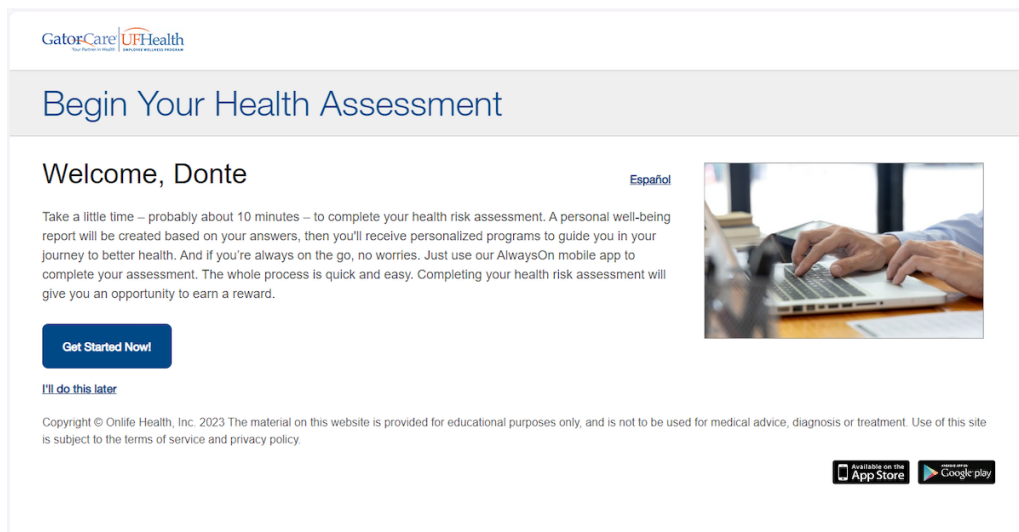 GatorCare UFHealth
Your Partner in Health EMPLOYEE WELLNESS PROGRAM
Begin Your Health Assessment
Welcome, Donte
Español
Take a little time – probably about 10 minutes – to complete your health risk assessment. A personal well-being
report will be created based on your answers, then you'll receive personalized programs to guide you in your
journey to better health. And if you're always on the go, no worries. Just use our AlwaysOn mobile app to
complete your assessment. The whole process is quick and easy. Completing your health risk assessment will
give you an opportunity to earn a reward.
Get Started Now!
I'll do this later
Copyright © Onlife Health, Inc. 2023 The material on this website is provided for educational purposes only, and is not to be used for medical advice, diagnosis or treatment. Use of this site
is subject to the terms of service and privacy policy.
Available on the
App Store
ANDROID APP ON
Google play